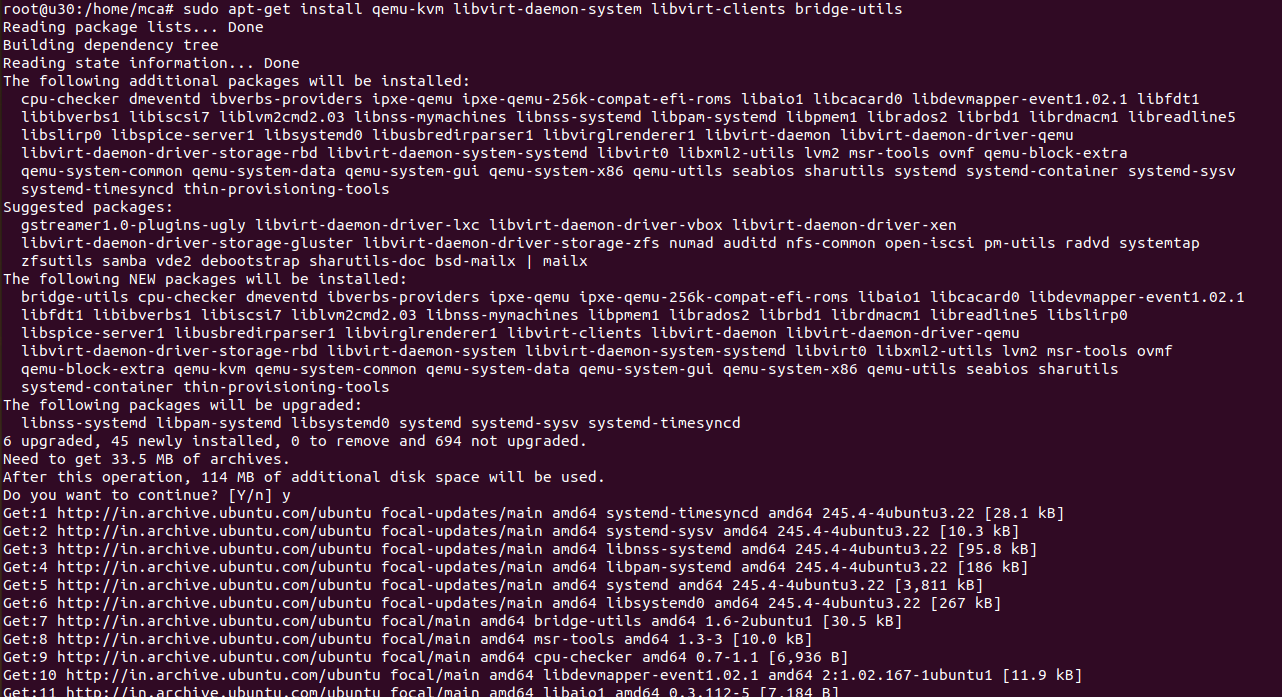 root@u30:/home/mca# sudo apt-get install qemu-kvm libvirt-daemon-system libvirt-clients bridge-utils
Reading package lists... Done
Building dependency tree
Reading state information... Done
The following additional packages will be installed:
  cpu-checker dmeventd ibverbs-providers ipxe-qemu ipxe-qemu-256k-compat-efi-roms libaio1 libcacard0 libdevmapper-event1.02.1 libfdt1
  libibverbs1 libiscsi7 liblvm2cmd2.03 libnss-mymachines libnss-systemd libpam-systemd libpmem1 librados2 librbd1 librdmacm1 libreadline5
  libslirp0 libspice-server1 libsystemd0 libusbredirparser1 libvirglrenderer1 libvirt-daemon libvirt-daemon-driver-qemu
  libvirt-daemon-driver-storage-rbd libvirt-daemon-system-systemd libvirt0 libxml2-utils lvm2 msr-tools ovmf qemu-block-extra
  qemu-system-common qemu-system-data qemu-system-gui qemu-system-x86 qemu-utils seabios sharutils systemd systemd-container systemd-sysv
  systemd-timesyncd thin-provisioning-tools
Suggested packages:
  gstreamer1.0-plugins-ugly libvirt-daemon-driver-lxc libvirt-daemon-driver-vbox libvirt-daemon-driver-xen
  libvirt-daemon-driver-storage-gluster libvirt-daemon-driver-storage-zfs numad auditd nfs-common open-iscsi pm-utils radvd systemtap
  zfsutils samba vde2 debootstrap sharutils-doc bsd-mailx | mailx
The following NEW packages will be installed:
  bridge-utils cpu-checker dmeventd ibverbs-providers ipxe-qemu ipxe-qemu-256k-compat-efi-roms libaio1 libcacard0 libdevmapper-event1.02.1
  libfdt1 libibverbs1 libiscsi7 liblvm2cmd2.03 libnss-mymachines libpmem1 librados2 librbd1 librdmacm1 libreadline5 libslirp0
  libspice-server1 libusbredirparser1 libvirglrenderer1 libvirt-clients libvirt-daemon libvirt-daemon-driver-qemu
  libvirt-daemon-driver-storage-rbd libvirt-daemon-system libvirt-daemon-system-systemd libvirt0 libxml2-utils lvm2 msr-tools ovmf
  qemu-block-extra qemu-kvm qemu-system-common qemu-system-data qemu-system-gui qemu-system-x86 qemu-utils seabios sharutils
  systemd-container thin-provisioning-tools
The following packages will be upgraded:
  libnss-systemd libpam-systemd libsystemd0 systemd systemd-sysv systemd-timesyncd
6 upgraded, 45 newly installed, 0 to remove and 694 not upgraded.
Need to get 33.5 MB of archives.
After this operation, 114 MB of additional disk space will be used.
Do you want to continue? [Y/n] y
Get:1 http://in.archive.ubuntu.com/ubuntu focal-updates/main amd64 systemd-timesyncd amd64 245.4-4ubuntu3.22 [28.1 kB]
Get:2 http://in.archive.ubuntu.com/ubuntu focal-updates/main amd64 systemd-sysv amd64 245.4-4ubuntu3.22 [10.3 kB]
Get:3 http://in.archive.ubuntu.com/ubuntu focal-updates/main amd64 libnss-systemd amd64 245.4-4ubuntu3.22 [95.8 kB]
Get:4 http://in.archive.ubuntu.com/ubuntu focal-updates/main amd64 libpam-systemd amd64 245.4-4ubuntu3.22 [186 kB]
Get:5 http://in.archive.ubuntu.com/ubuntu focal-updates/main amd64 systemd amd64 245.4-4ubuntu3.22 [3,811 kB]
Get:6 http://in.archive.ubuntu.com/ubuntu focal-updates/main amd64 libsystemd0 amd64 245.4-4ubuntu3.22 [267 kB]
Get:7 http://in.archive.ubuntu.com/ubuntu focal/main amd64 bridge-utils amd64 1.6-2ubuntu1 [30.5 kB]
Get:8 http://in.archive.ubuntu.com/ubuntu focal/main amd64 msr-tools amd64 1.3-3 [10.0 kB]
Get:9 http://in.archive.ubuntu.com/ubuntu focal/main amd64 cpu-checker amd64 0.7-1.1 [6,936 B]
Get:10 http://in.archive.ubuntu.com/ubuntu focal/main amd64 libdevmapper-event1.02.1 amd64 2:1.02.167-1ubuntu1 [11.9 kB]
Get:11 http://in.archive.ubuntu.com/ubuntu focal/main amd64 libaio1 amd64 0.3.112-5 [7,184 B]